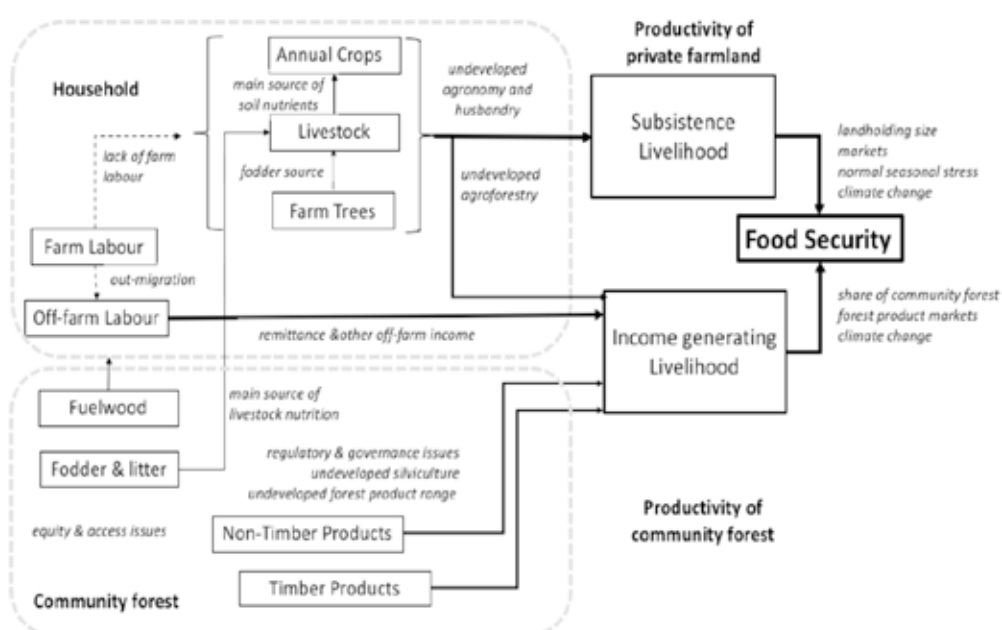 Household
Annual Crops
main source of
soil nutrients
Livestock
fodder source
Farm Trees
lack of farm
labour
Farm Labour
out-migration
Off-farm Labour
remittance &other off-farm income
undeveloped
agronomy and
husbandry
undeveloped
agroforestry
Productivity of
private farmland
Subsistence
Livelihood
landholding size
markets
normal seasonal stress
climate change
Food Security
share of community forest
forest product markets
climate change
Income generating
Livelihood
Fuelwood
main source of
livestock nutrition
Fodder & litter
regulatory & governance issues
undeveloped silviculture
undeveloped forest product range
equity & access issues
Non-Timber Products
Timber Products
Community forest
Productivity of
community forest